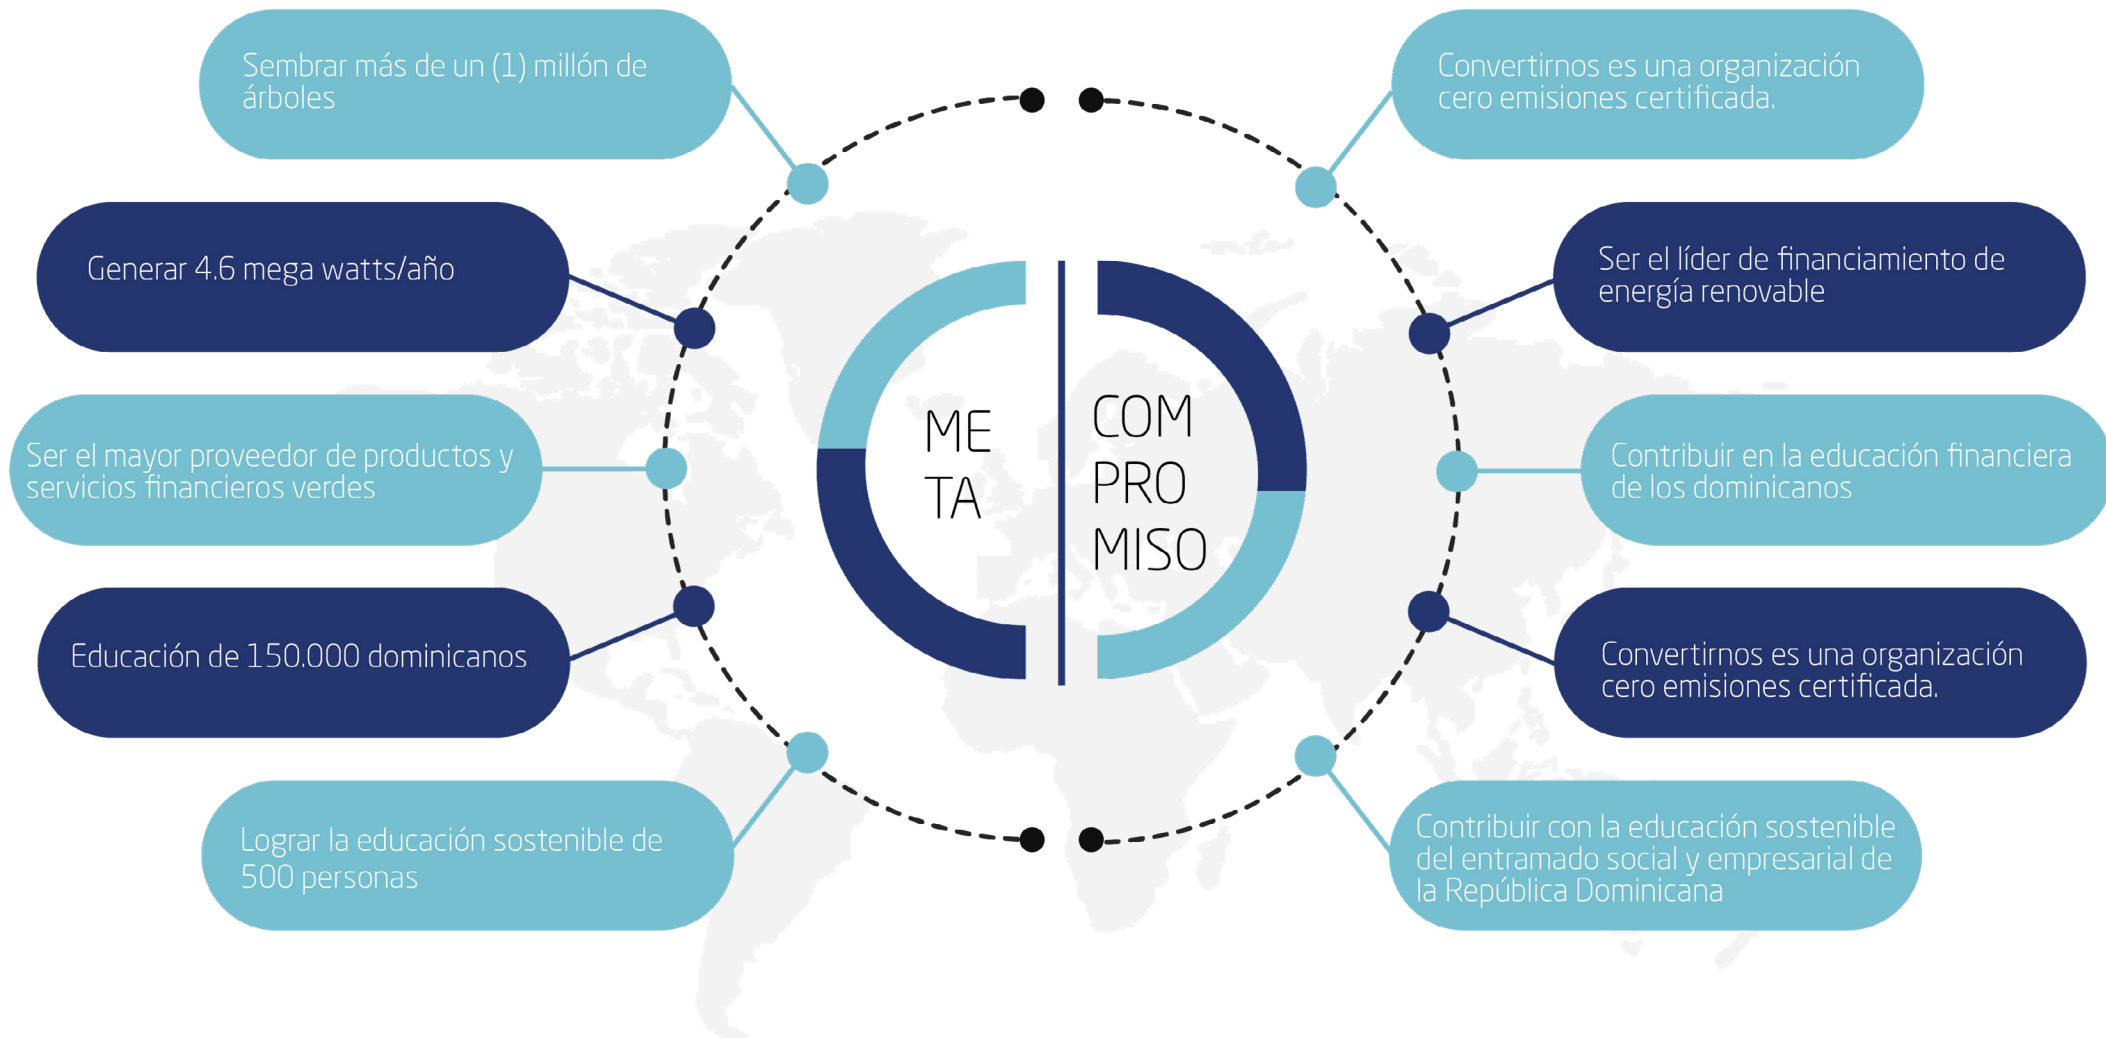 Sembrar más de un (1) millón de
árboles
Generar 4.6 mega watts/año
Ser el mayor proveedor de productos y
servicios financieros verdes
Educación de 150.000 dominicanos
Lograr la educación sostenible de
500 personas
ME
TA
COM
PRO
MISO
Convertirnos es una organización
cero emisiones certificada.
Ser el líder de financiamiento de
energía renovable
Contribuir en la educación financiera
de los dominicanos
Convertirnos es una organización
cero emisiones certificada.
Contribuir con la educación sostenible
del entramado social y empresarial de
la República Dominicana